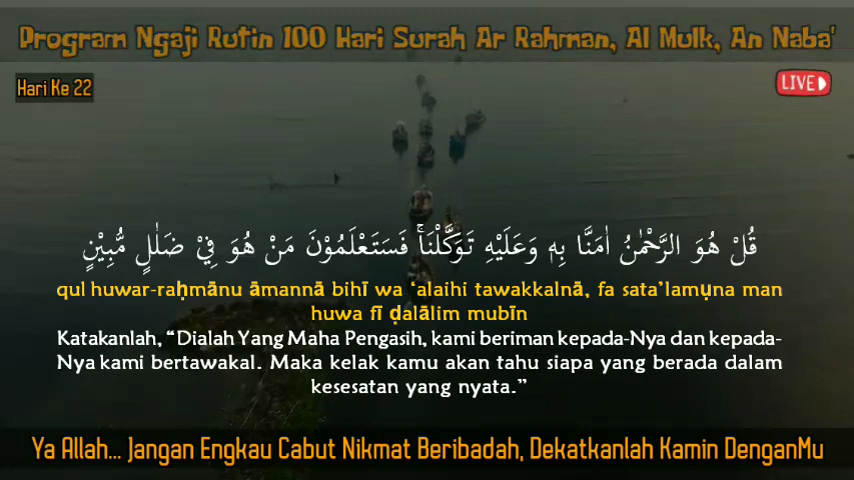 Program Ngaji Rutin 100 Hari Surah Ar Rahman, Al Mulk, An Naba'
Hari Ke 22
LIVE
قُلْ هُوَ الرَّحْمٰنُ اٰمَنَّا بِهٖ وَعَلَيْهِ تَوَكَّلْنَاۚ فَسَتَعْلَمُوْنَ مَنْ هُوَ فِيْ ضَلٰلٍ مُّبِيْنٍ
qul huwar-raḥmānu āmannā bihī wa ‘alaihi tawakkalnā, fa sata’lamụna man
huwa fī ḍalālim mubīn
Katakanlah, “Dialah Yang Maha Pengasih, kami beriman kepada-Nya dan kepada-
Nya kami bertawakal. Maka kelak kamu akan tahu siapa yang berada dalam
kesesatan yang nyata.”
Ya Allah... Jangan Engkau Cabut Nikmat Beribadah, Dekatkanlah Kamin DenganMu